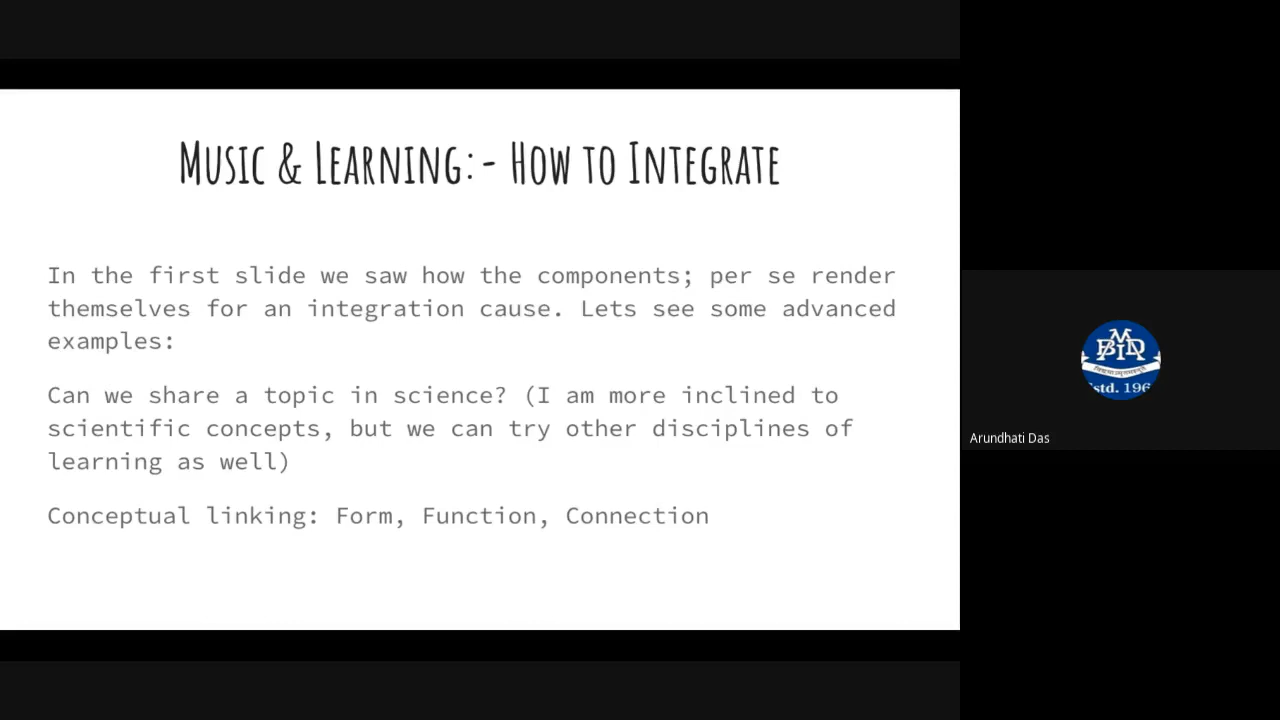 MUSIC & LEARNING:- HOW TO INTEGRATE
In the first slide we saw how the components; per se render
themselves for an integration cause. Lets see some advanced
examples:
Can we share a topic in science? (I am more inclined to
scientific concepts, but we can try other disciplines of
learning as well)
Conceptual linking: Form, Function, Connection
Estd. 196
Arundhati Das